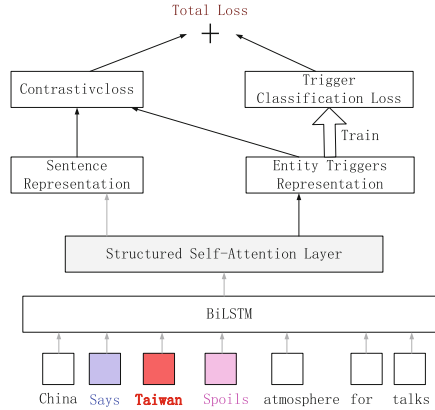 Total Loss
+
Contrastivcloss
Trigger
Classification Loss
Train
Sentence
Representation
Entity Triggers
Representation
Structured Self-Attention Layer
BiLSTM
China Says Taiwan Spoils atmosphere for talks